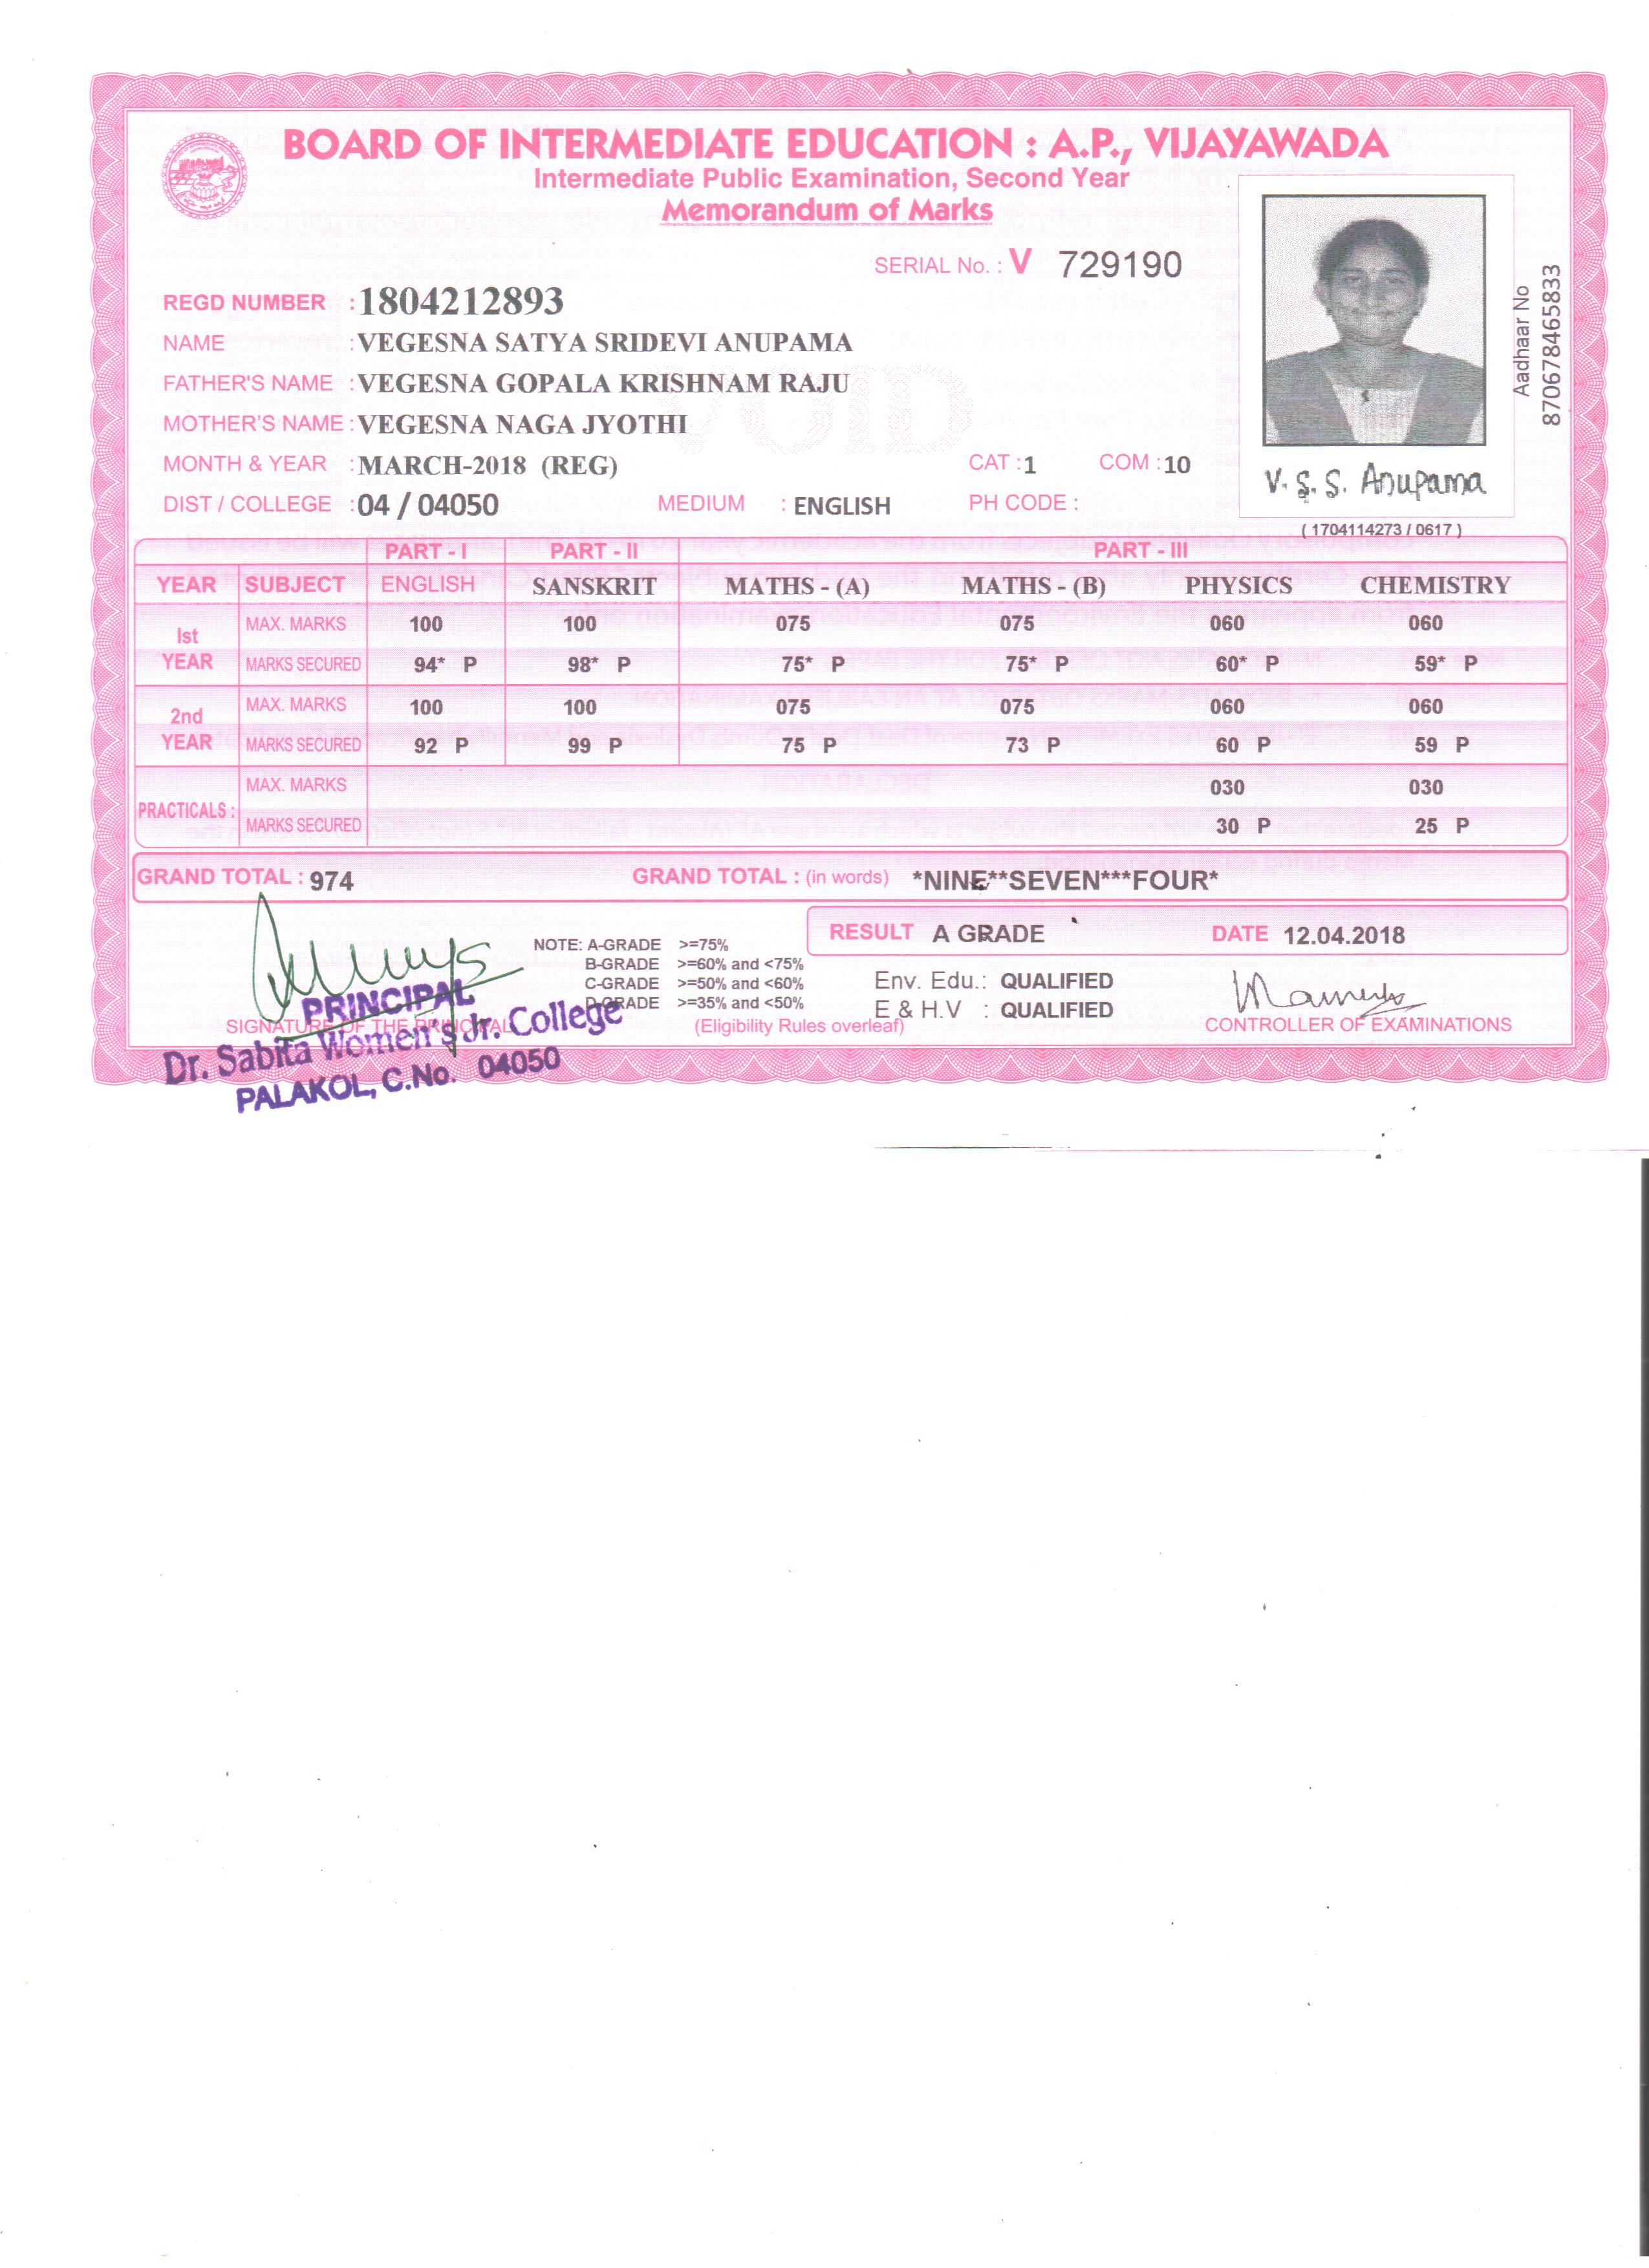 BOARD OF INTERMEDIATE EDUCATION : A.P., VIJAYAWADA
Intermediate Public Examination, Second Year
Memorandum of Marks
SERIAL No. : V 729190
REGD NUMBER : 1804212893
NAME : VEGESNA SATYA SRIDEVI ANUPAMA
FATHER'S NAME : VEGESNA GOPALA KRISHNAM RAJU
MOTHER'S NAME : VEGESNA NAGA JYOTHI
MONTH & YEAR : MARCH-2018 (REG) CAT : 1 COM : 10
DIST / COLLEGE : 04 / 04050 MEDIUM : ENGLISH PH CODE :
Aadhaar No
870678465833
V. S. S. Anupama
( 1704114273 / 0617 )
PART - I PART - II PART - III
YEAR SUBJECT ENGLISH SANSKRIT MATHS - (A) MATHS - (B) PHYSICS CHEMISTRY
Ist YEAR MAX. MARKS 100 100 075 075 060 060
MARKS SECURED 94* P 98* P 75* P 75* P 60* P 59* P
2nd YEAR MAX. MARKS 100 100 075 075 060 060
MARKS SECURED 92 P 99 P 75 P 73 P 60 P 59 P
PRACTICALS : MAX. MARKS 030 030
MARKS SECURED 30 P 25 P
GRAND TOTAL : 974 GRAND TOTAL : (in words) *NINE**SEVEN***FOUR*
RESULT A GRADE DATE 12.04.2018
NOTE: A-GRADE >=75%
B-GRADE >=60% and <75%
C-GRADE >=50% and <60%
D-GRADE >=35% and <50%
(Eligibility Rules overleaf)
Env. Edu.: QUALIFIED
E & H.V : QUALIFIED
CONTROLLER OF EXAMINATIONS
SIGNATURE OF THE PRINCIPAL
PRINCIPAL
Dr. Sabita Women's Jr. College
PALAKOL, C.No. 04050